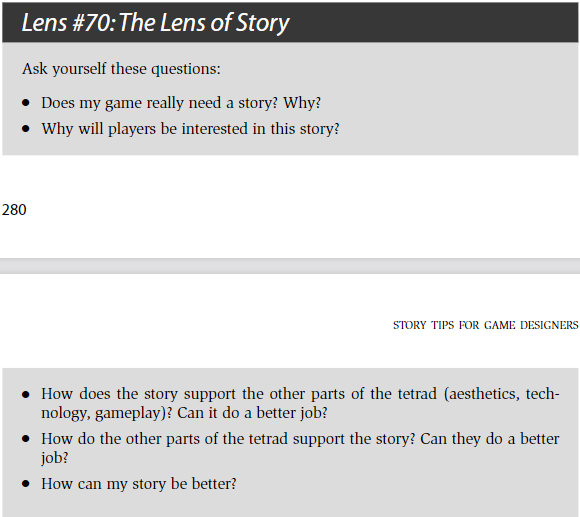 Lens #70: The Lens of Story
Ask yourself these questions:
● Does my game really need a story? Why?
● Why will players be interested in this story?
280
STORY TIPS FOR GAME DESIGNERS
● How does the story support the other parts of the tetrad (aesthetics, tech-
nology, gameplay)? Can it do a better job?
● How do the other parts of the tetrad support the story? Can they do a better
job?
● How can my story be better?